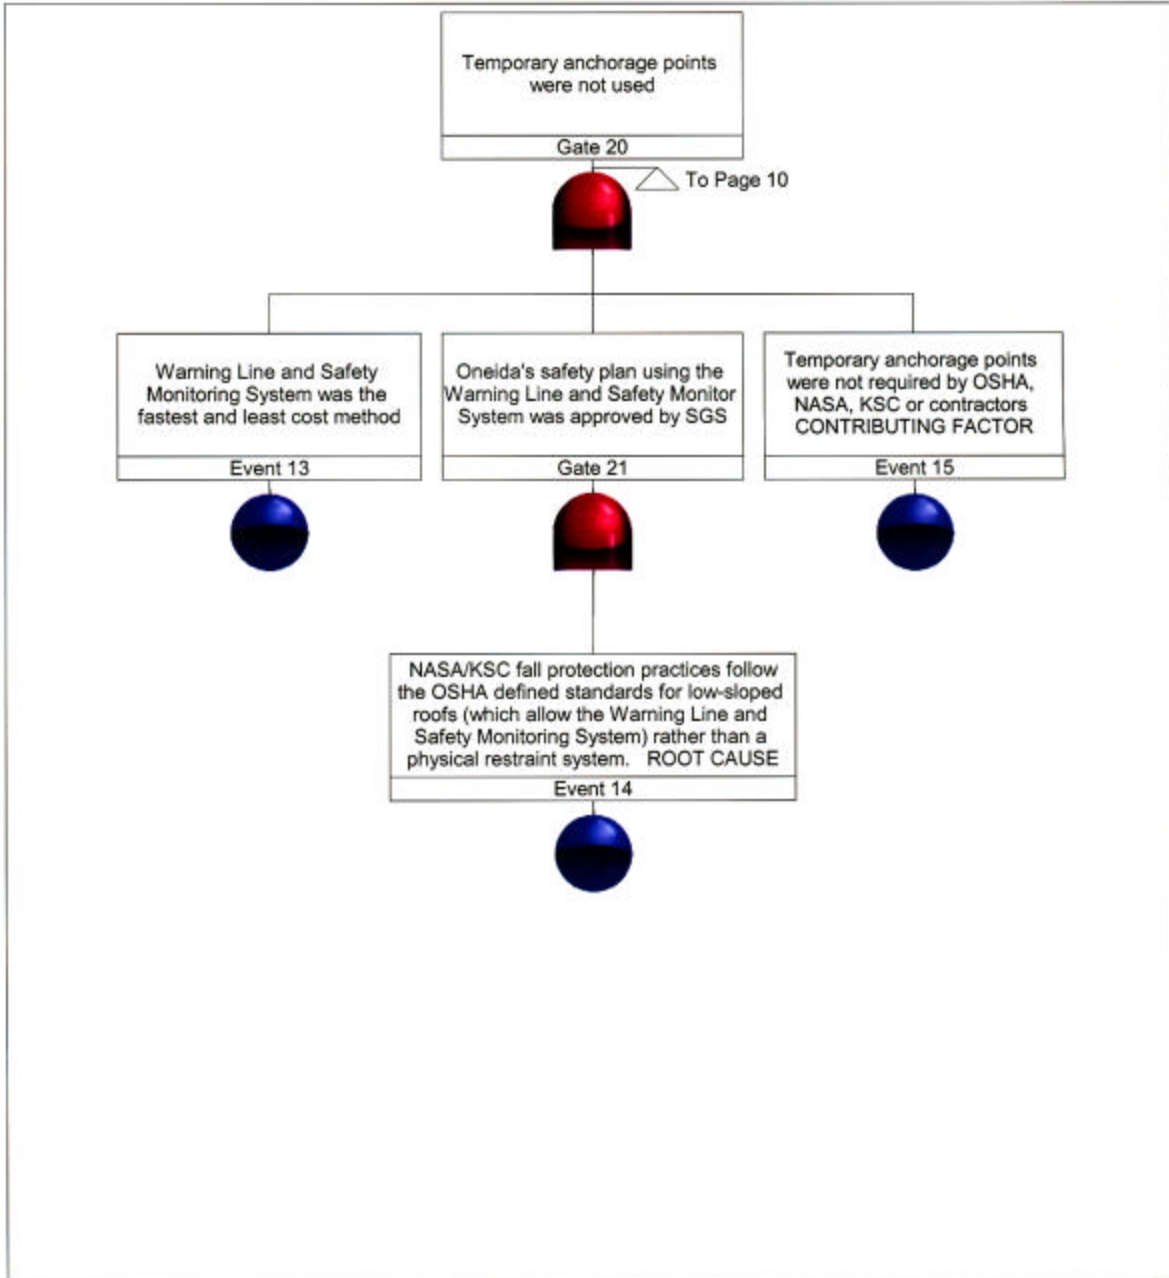 Temporary anchorage points
were not used
Gate 20
To Page 10
Warning Line and Safety
Monitoring System was the
fastest and least cost method
Event 13
Oneida's safety plan using the
Warning Line and Safety Monitor
System was approved by SGS
Gate 21
Temporary anchorage points
were not required by OSHA,
NASA, KSC or contractors
CONTRIBUTING FACTOR
Event 15
NASA/KSC fall protection practices follow
the OSHA defined standards for low-sloped
roofs (which allow the Warning Line and
Safety Monitoring System) rather than a
physical restraint system. ROOT CAUSE
Event 14